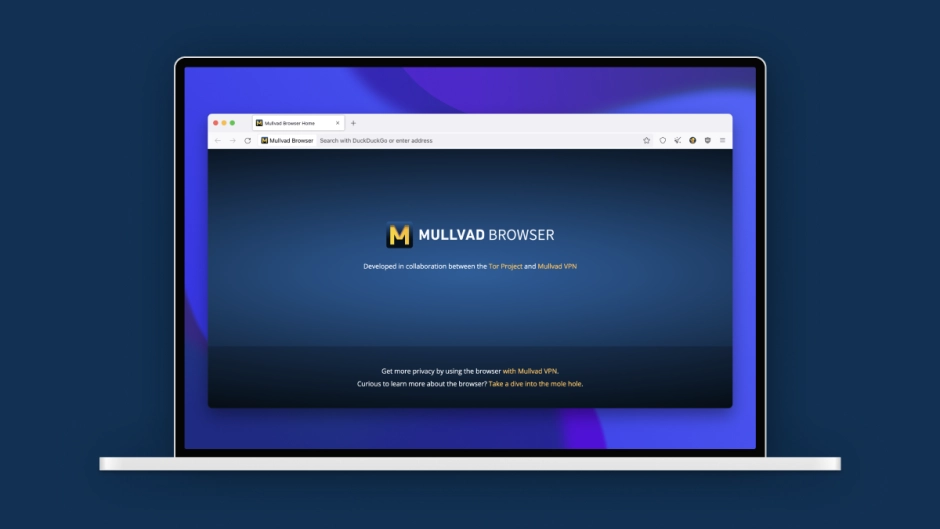 Mullvad Browser Home
Mullvad Browser Search with DuckDuckGo or enter address
M MULLVAD BROWSER
Developed in collaboration between the Tor Project and Mullvad VPN
Get more privacy by using the browser with Mullvad VPN.
Curious to learn more about the browser? Take a dive into the mole hole.